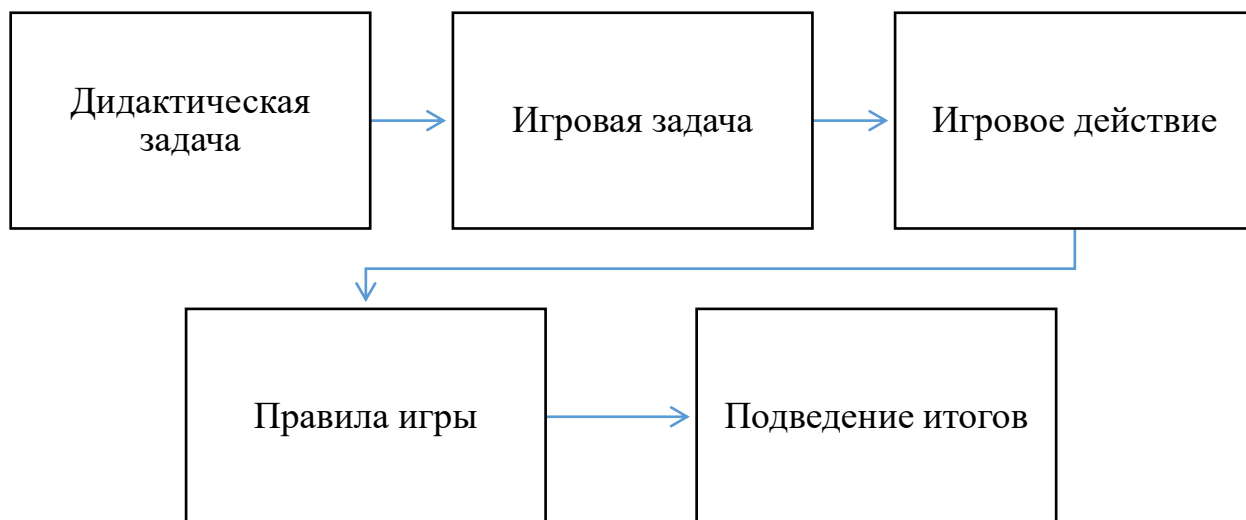 Дидактическая
задача
Игровая задача
Игровое действие
Правила игры
Подведение итогов